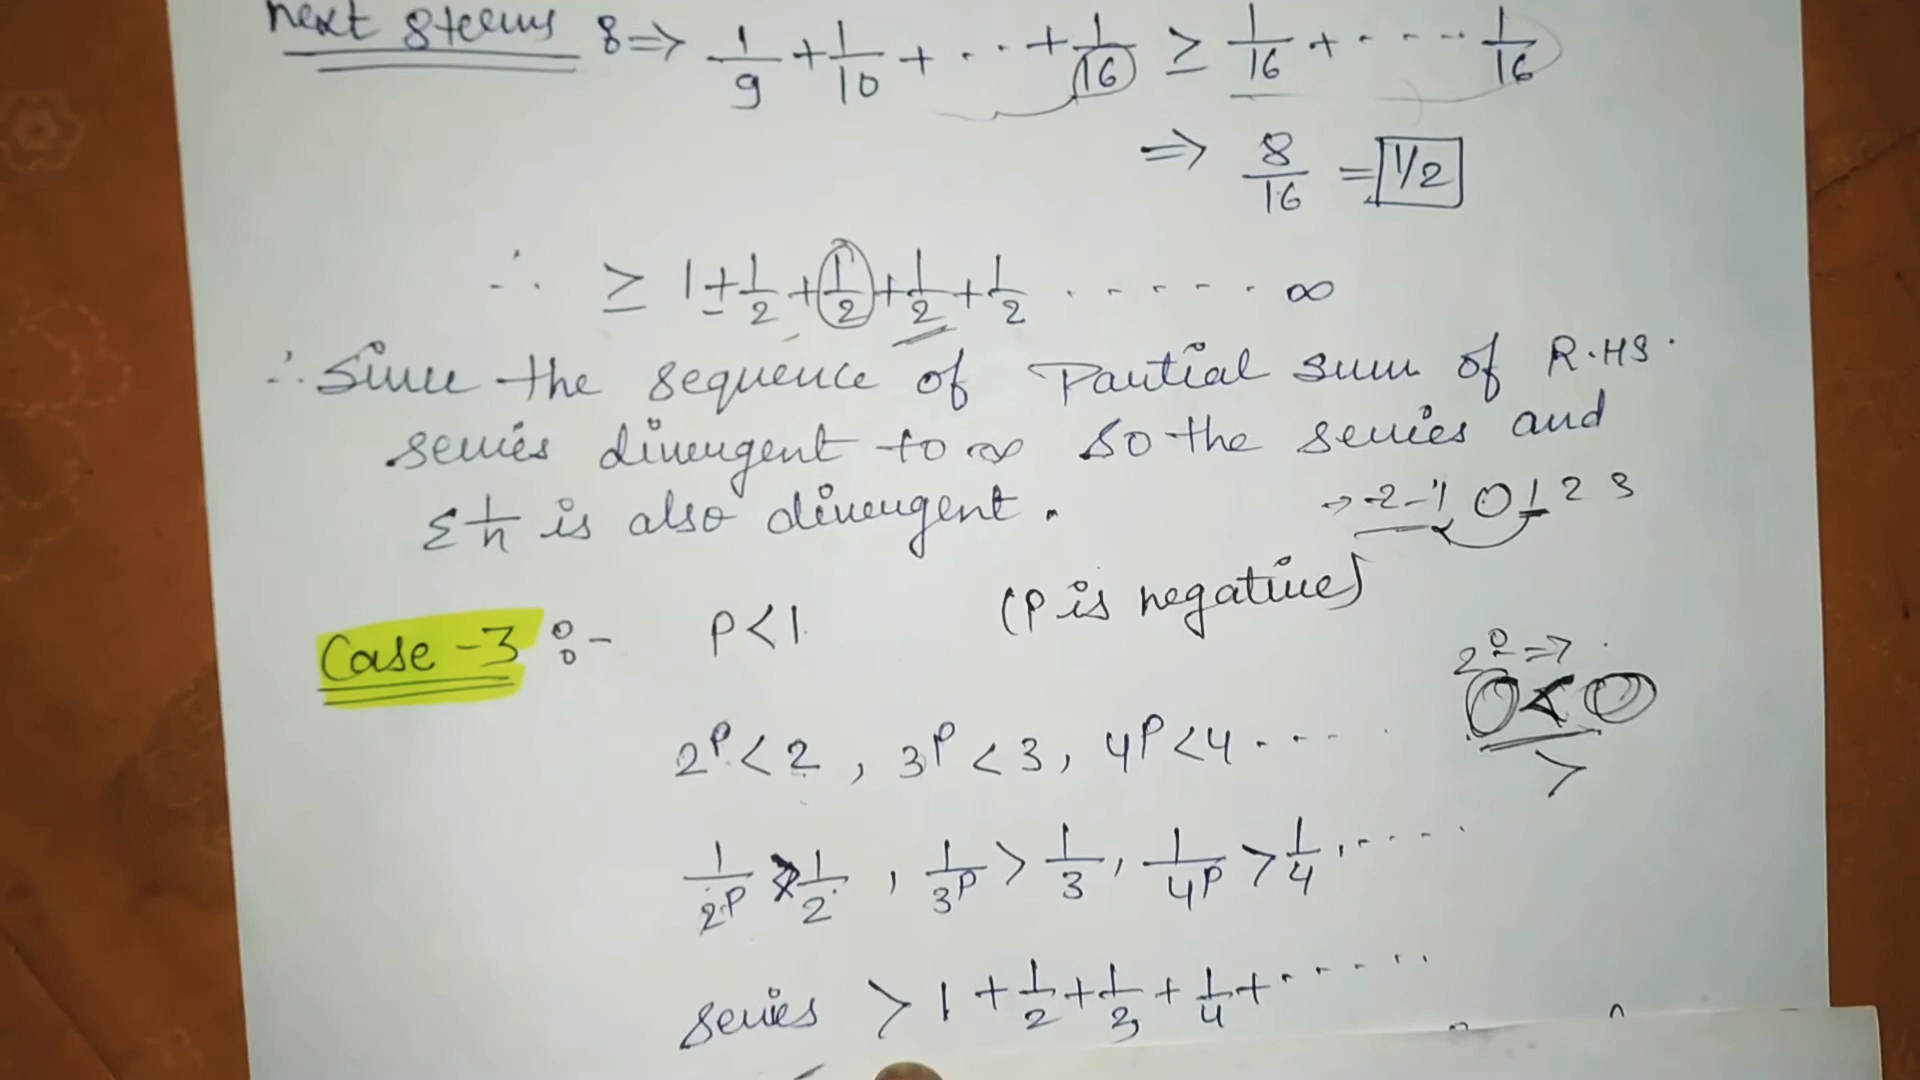 next 8 terms 8 ⇒ 1/9 + 1/10 + ... + 1/16 ≥ 1/16 + ---- 1/16
⇒ 8/16 = 1/2
∴ ≥ 1 + 1/2 + 1/2 + 1/2 + 1/2 ....... ∞
∴ Since the sequence of Partial sum of R.HS.
series divergent to ∞ so the series and
Σ 1/n is also divergent.
→ -2 -1 0 1 2 3
Case -3 :- P<1 (P is negative)
2^P < 2 , 3^P < 3, 4^P < 4 ....
1/2^P > 1/2 , 1/3^P > 1/3 , 1/4^P > 1/4 , ....
series > 1 + 1/2 + 1/3 + 1/4 + ......